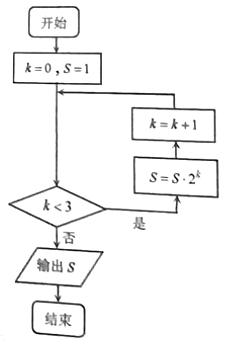 开始
k=0 , S=1
k=k+1
S=S·2^k
k<3
是
否
输出 S
结束